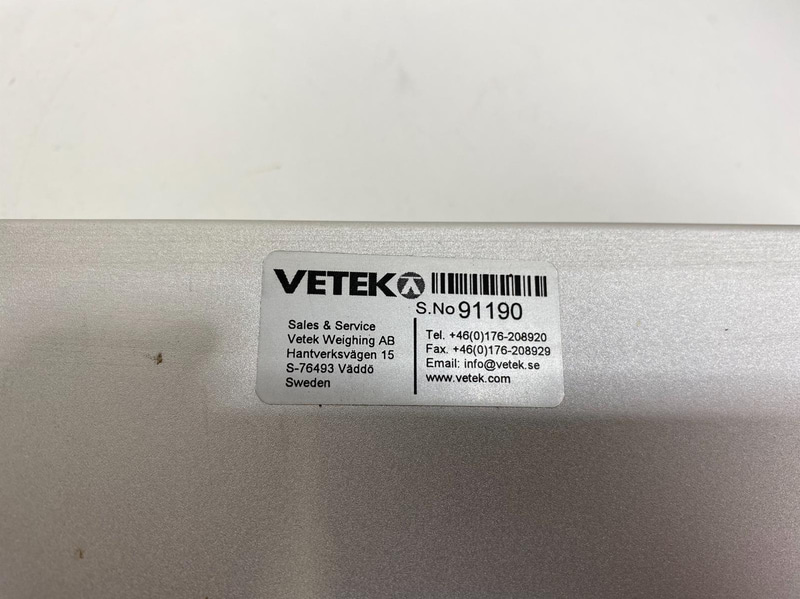 VETEK
S.No 91190
Sales & Service
Vetek Weighing AB
Hantverksvägen 15
S-76493 Väddö
Sweden
Tel. +46(0)176-208920
Fax. +46(0)176-208929
Email: info@vetek.se
www.vetek.com